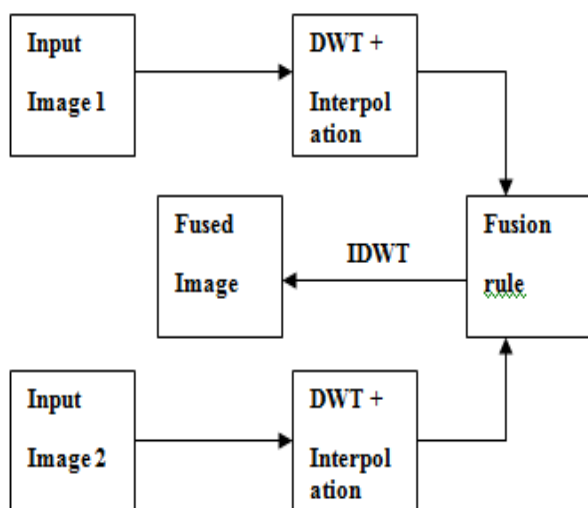 Input
Image 1
DWT +
Interpol
ation
Fused
Image
IDWT
Fusion
rule
Input
Image 2
DWT +
Interpol
ation